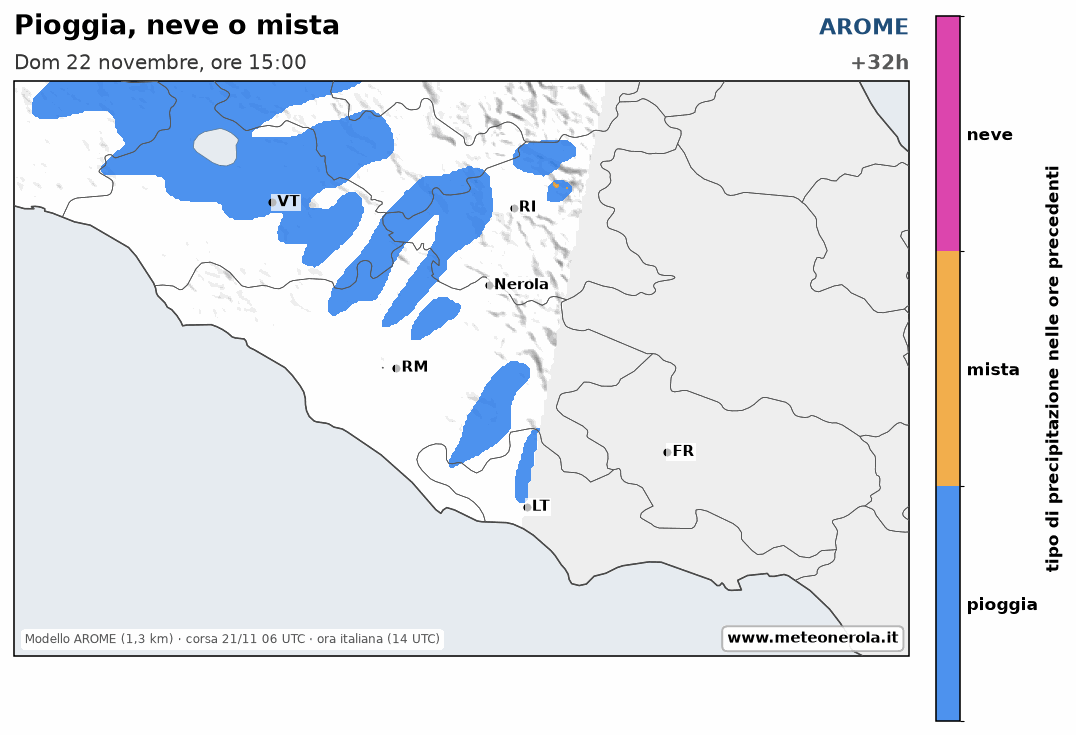 Pioggia, neve o mista
AROME
Dom 22 novembre, ore 15:00
+32h
neve
mista
pioggia
tipo di precipitazione nelle ore precedenti
VT
RI
Nerola
RM
FR
LT
Modello AROME (1,3 km) · corsa 21/11 06 UTC · ora italiana (14 UTC)
www.meteonerola.it